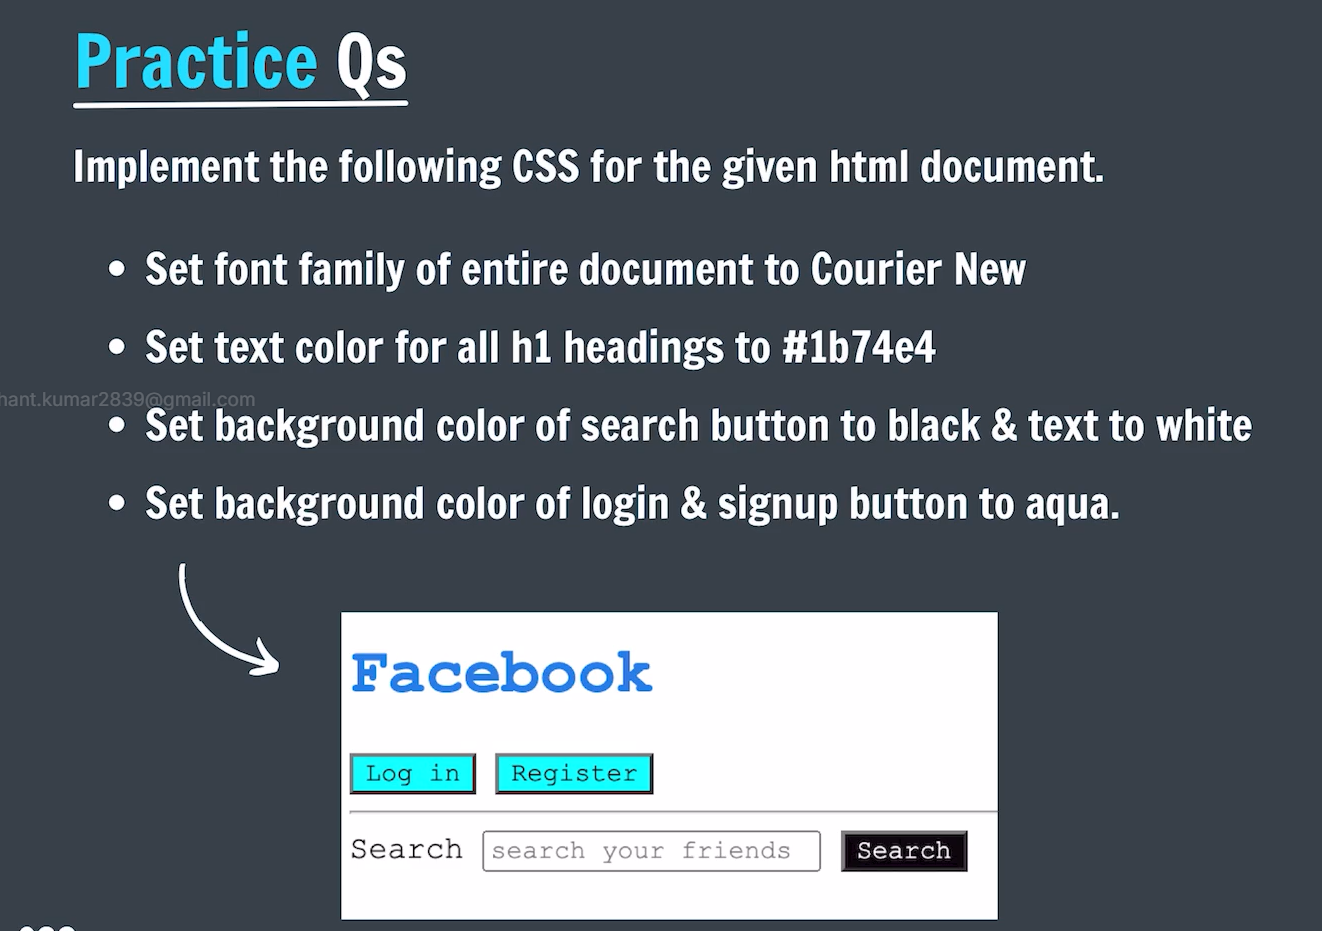 Practice Qs
Implement the following CSS for the given html document.
• Set font family of entire document to Courier New
• Set text color for all h1 headings to #1b74e4
hant.kumar2839@gmail.com
• Set background color of search button to black & text to white
• Set background color of login & signup button to aqua.
Facebook
Log in Register
Search search your friends Search